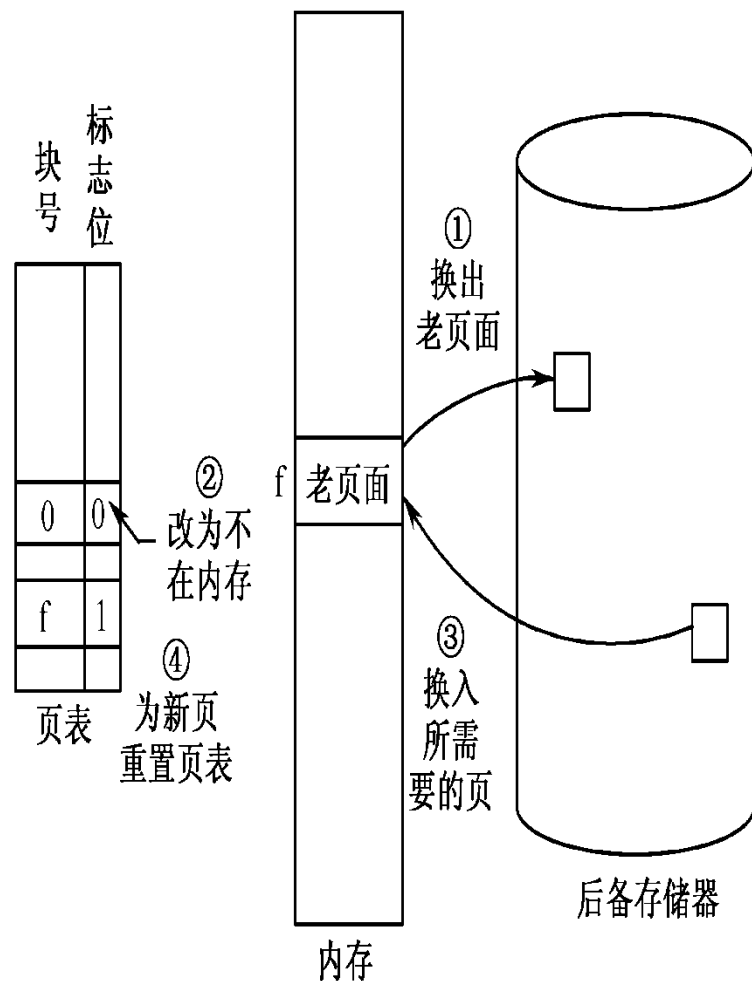 块号
标志位
0 0
f 1
页表
②
改为不
在内存
④
为新页
重置页表
f
老页面
内存
①
换出
老页面
③
换入
所需
要的页
后备存储器